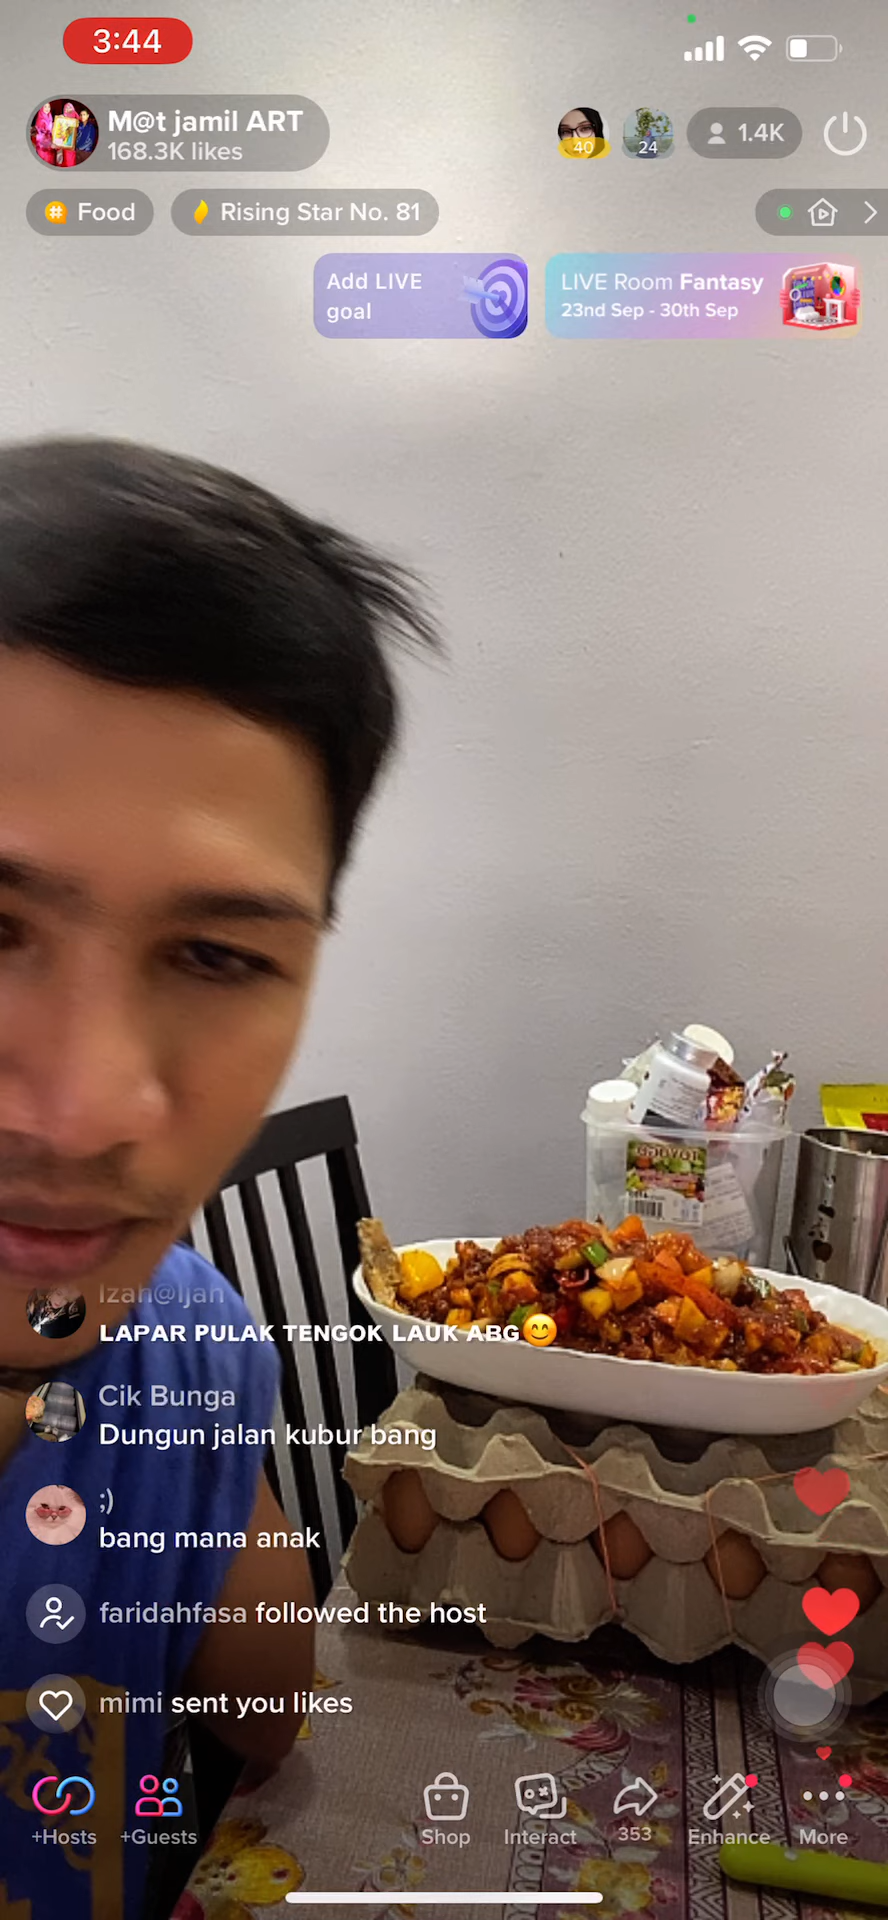 3:44
M@t jamil ART
168.3K likes
40
24
1.4K
Food
Rising Star No. 81
Add LIVE
goal
LIVE Room Fantasy
23nd Sep - 30th Sep
Izah@Ijan
LAPAR PULAK TENGOK LAUK ABG😊
Cik Bunga
Dungun jalan kubur bang
;)
bang mana anak
faridahfasa followed the host
mimi sent you likes
+Hosts
+Guests
Shop
Interact
353
Enhance
More